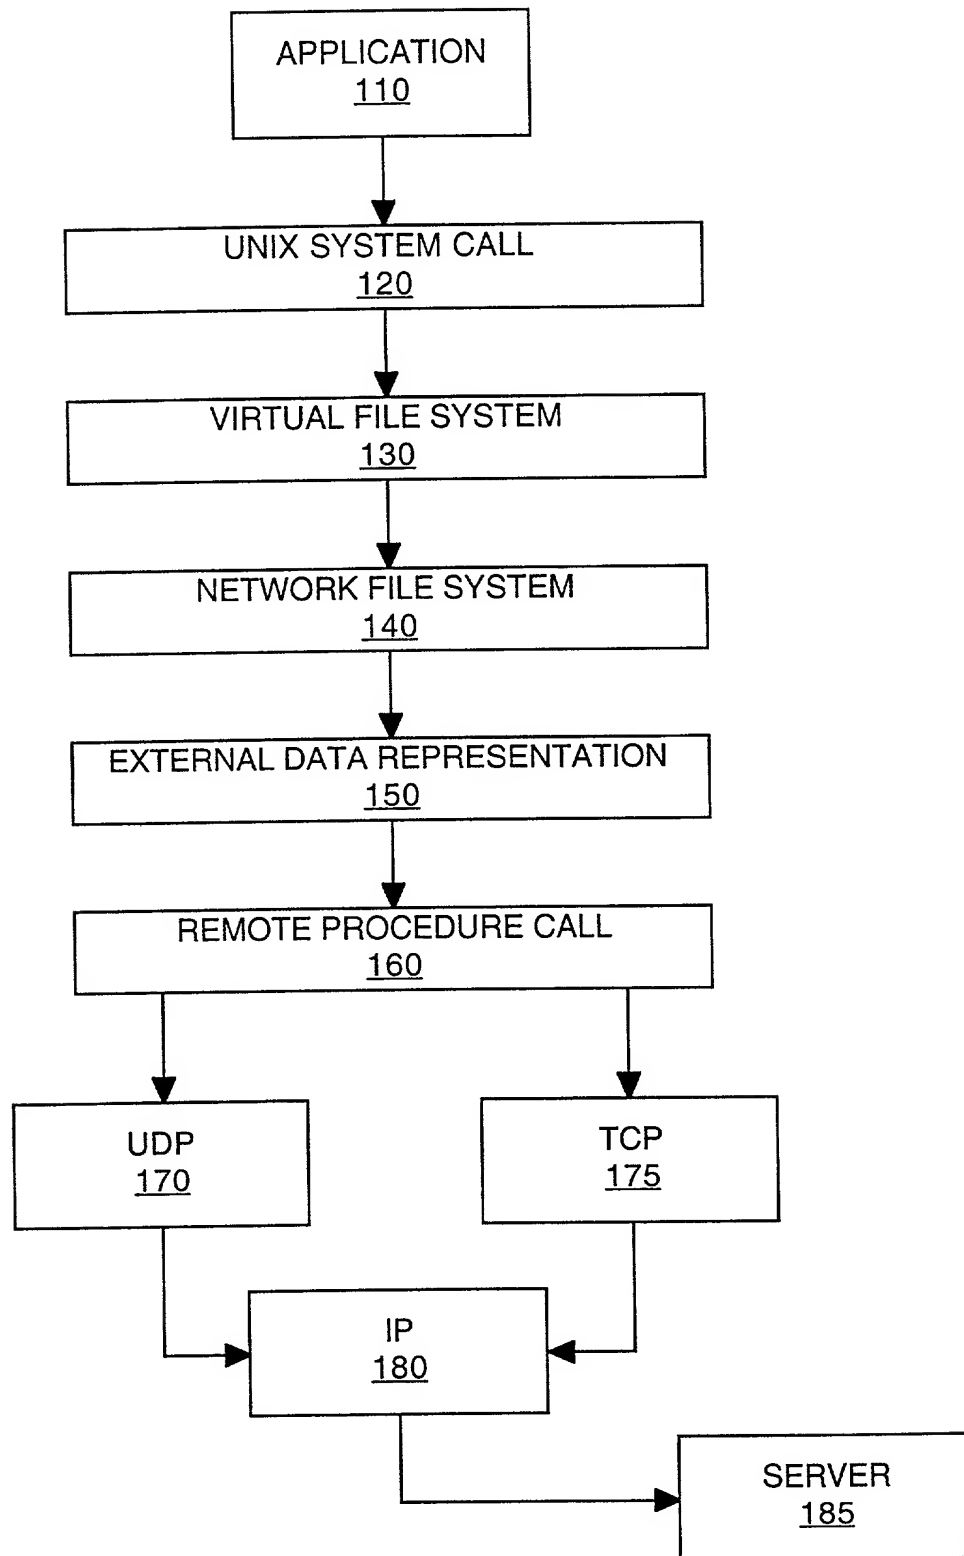 APPLICATION
110
UNIX SYSTEM CALL
120
VIRTUAL FILE SYSTEM
130
NETWORK FILE SYSTEM
140
EXTERNAL DATA REPRESENTATION
150
REMOTE PROCEDURE CALL
160
UDP
170
TCP
175
IP
180
SERVER
185